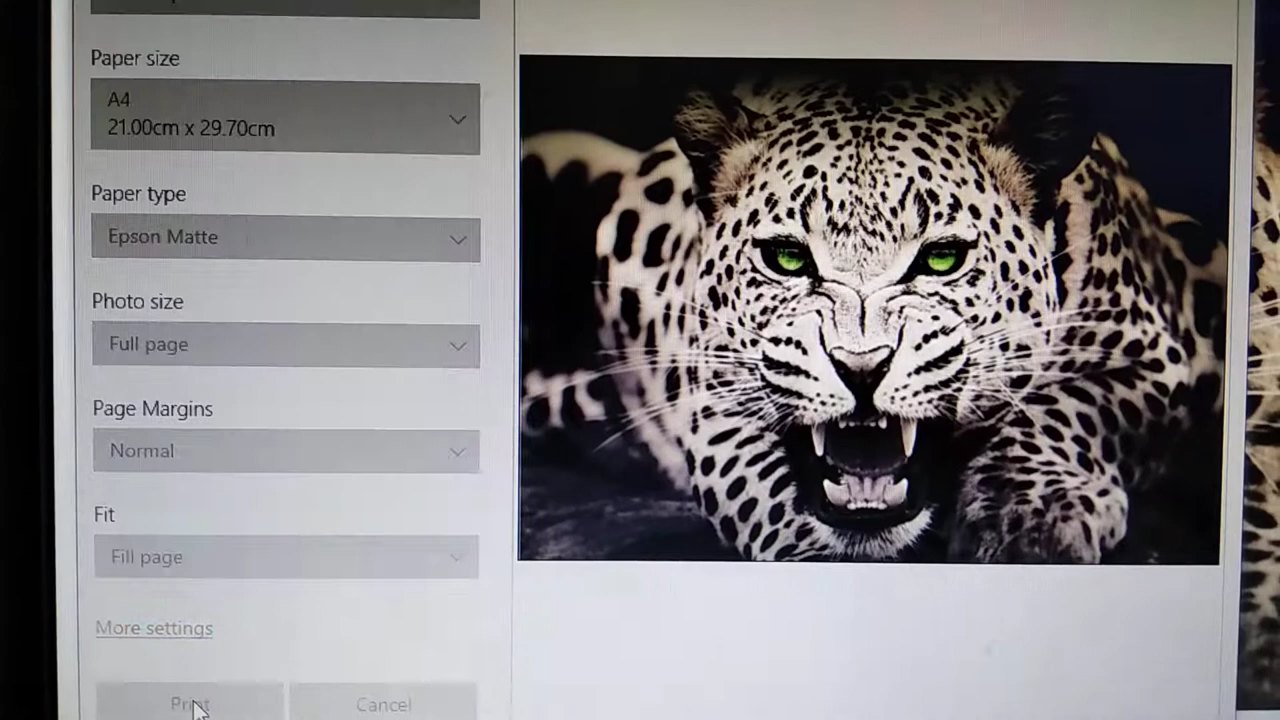 Paper size
A4
21.00cm x 29.70cm
Paper type
Epson Matte
Photo size
Full page
Page Margins
Normal
Fit
Fill page
More settings
Print
Cancel